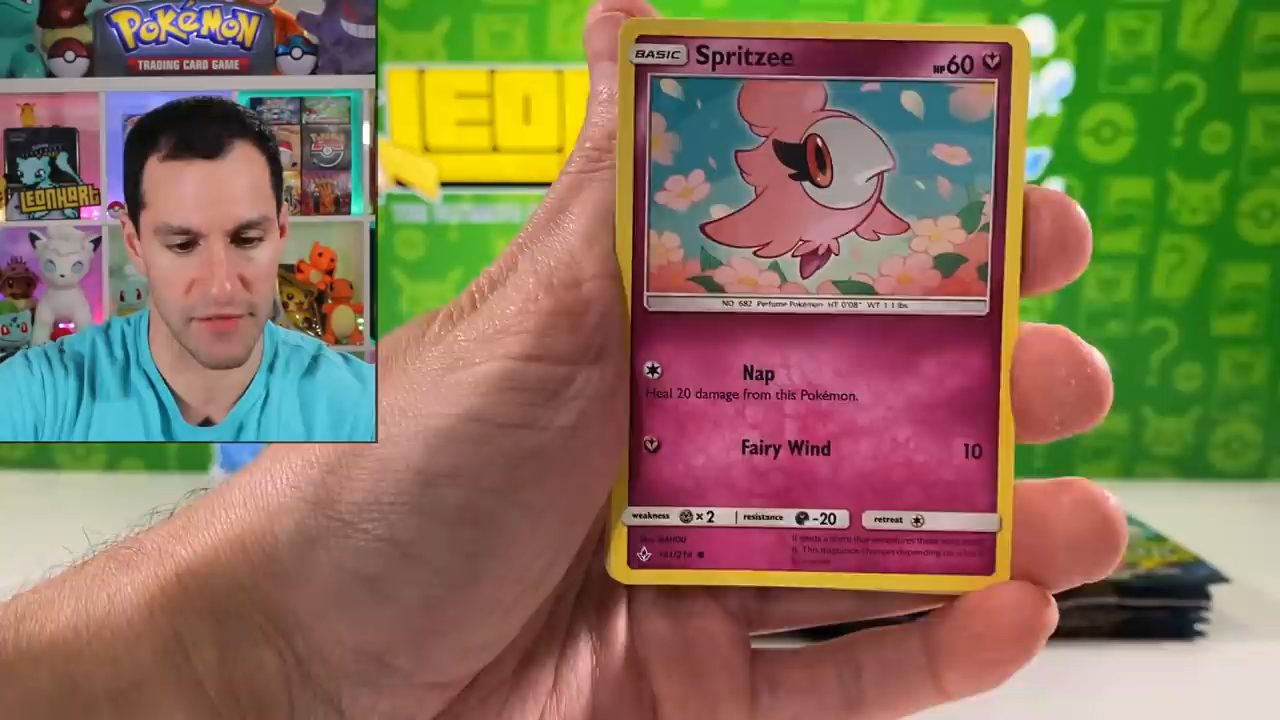 POKÉMON
TRADING CARD GAME
LEONHART
LEON
BASIC Spritzee HP60
NO. 682 Perfume Pokémon HT 0'08" WT 1.1 lbs
Nap
Heal 20 damage from this Pokémon.
Fairy Wind 10
weakness ×2 resistance -20 retreat